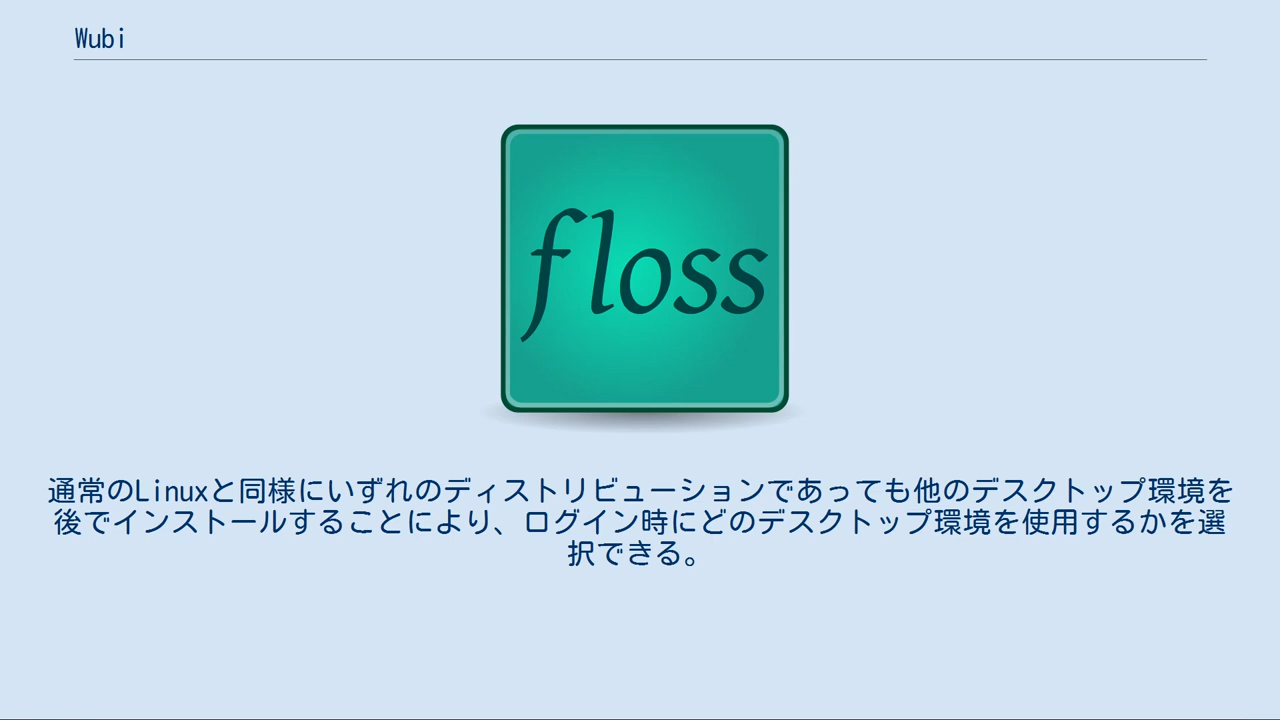 Wubi
floss
通常のLinuxと同様にいずれのディストリビューションであっても他のデスクトップ環境を
後でインストールすることにより、ログイン時にどのデスクトップ環境を使用するかを選
択できる。